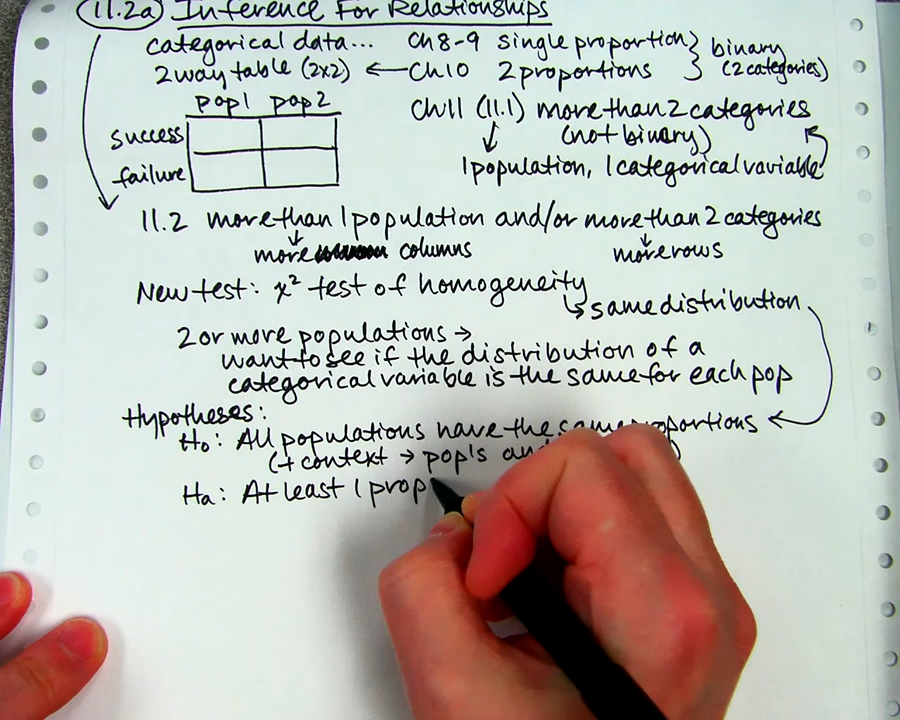 11.2a) Inference For Relationships
categorical data... Ch 8-9 single proportion } binary
2way table (2x2) ← Ch10 2 proportions (2 categories)
pop1 pop2
Ch11 (11.1) more than 2 categories
success
(not binary)
failure
1 population, 1 categorical variable
11.2 more than 1 population and/or more than 2 categories
more columns more rows
New test: χ² test of homogeneity
↳ same distribution
2 or more populations →
want to see if the distribution of a
categorical variable is the same for each pop
Hypotheses:
Ho: All populations have the same proportions
(+ context → pop's and
Ha: At least 1 prop